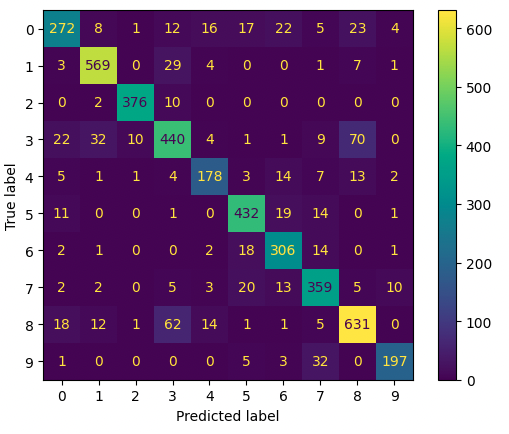 0 272 8 1 12 16 17 22 5 23 4
1 3 569 0 29 4 0 0 1 7 1
2 0 2 376 10 0 0 0 0 0 0
3 22 32 10 440 4 1 1 9 70 0
4 5 1 1 4 178 3 14 7 13 2
5 11 0 0 1 0 432 19 14 0 1
6 2 1 0 0 2 18 306 14 0 1
7 2 2 0 5 3 20 13 359 5 10
8 18 12 1 62 14 1 1 5 631 0
9 1 0 0 0 0 5 3 32 0 197
0 1 2 3 4 5 6 7 8 9
Predicted label
True label
600
500
400
300
200
100
0